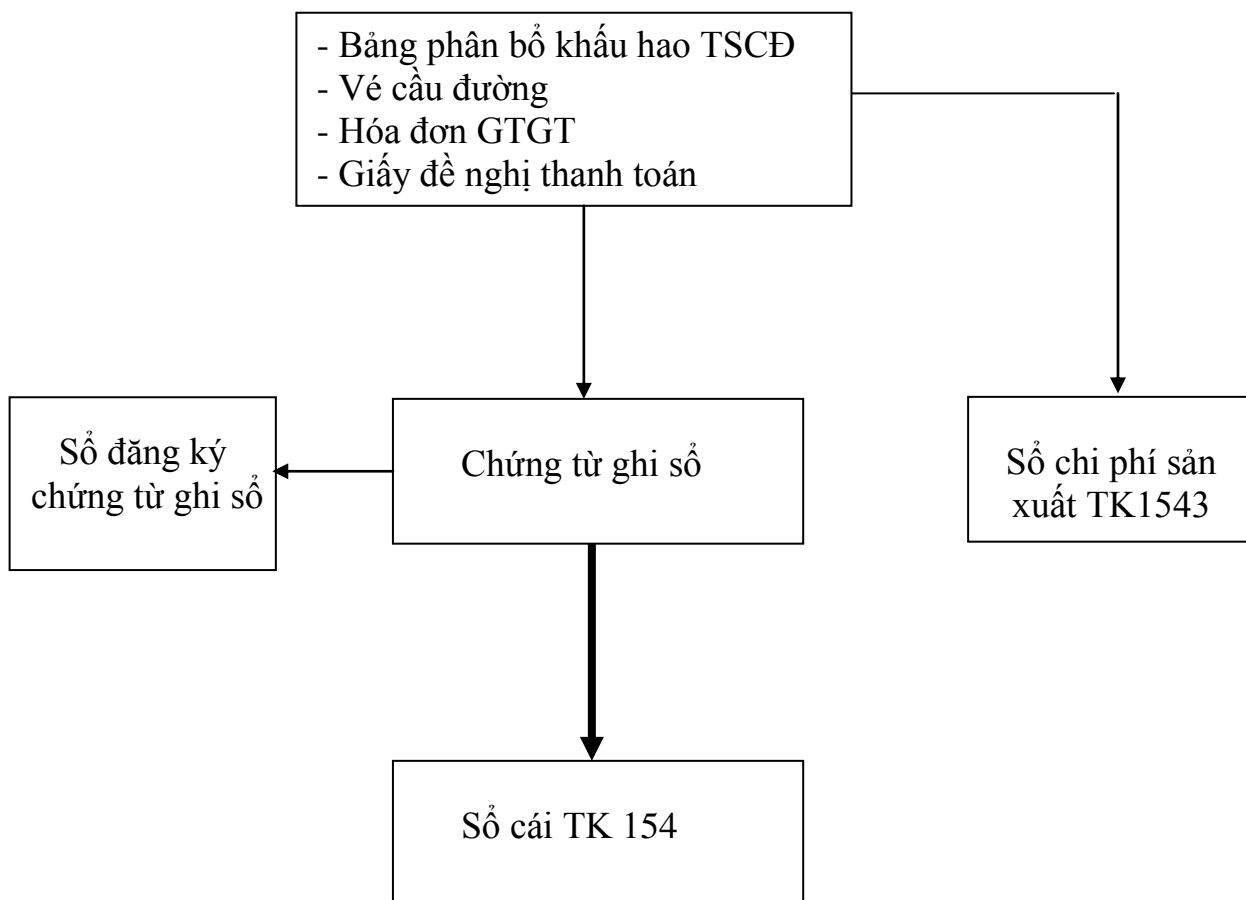 - Bảng phân bổ khấu hao TSCĐ
- Vé cầu đường
- Hóa đơn GTGT
- Giấy đề nghị thanh toán
Sổ đăng ký
chứng từ ghi sổ
Chứng từ ghi sổ
Sổ chi phí sản
xuất TK1543
Sổ cái TK 154